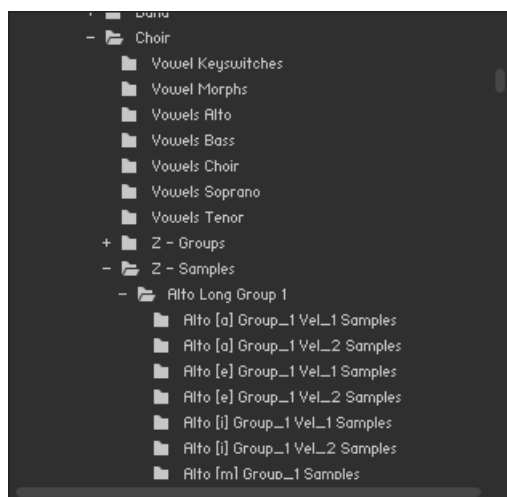 Band
Choir
Vowel Keyswitches
Vowel Morphs
Vowels Alto
Vowels Bass
Vowels Choir
Vowels Soprano
Vowels Tenor
+ Z - Groups
- Z - Samples
- Alto Long Group 1
Alto [a] Group_1 Vel_1 Samples
Alto [a] Group_1 Vel_2 Samples
Alto [e] Group_1 Vel_1 Samples
Alto [e] Group_1 Vel_2 Samples
Alto [i] Group_1 Vel_1 Samples
Alto [i] Group_1 Vel_2 Samples
Alto [m] Group_1 Samples